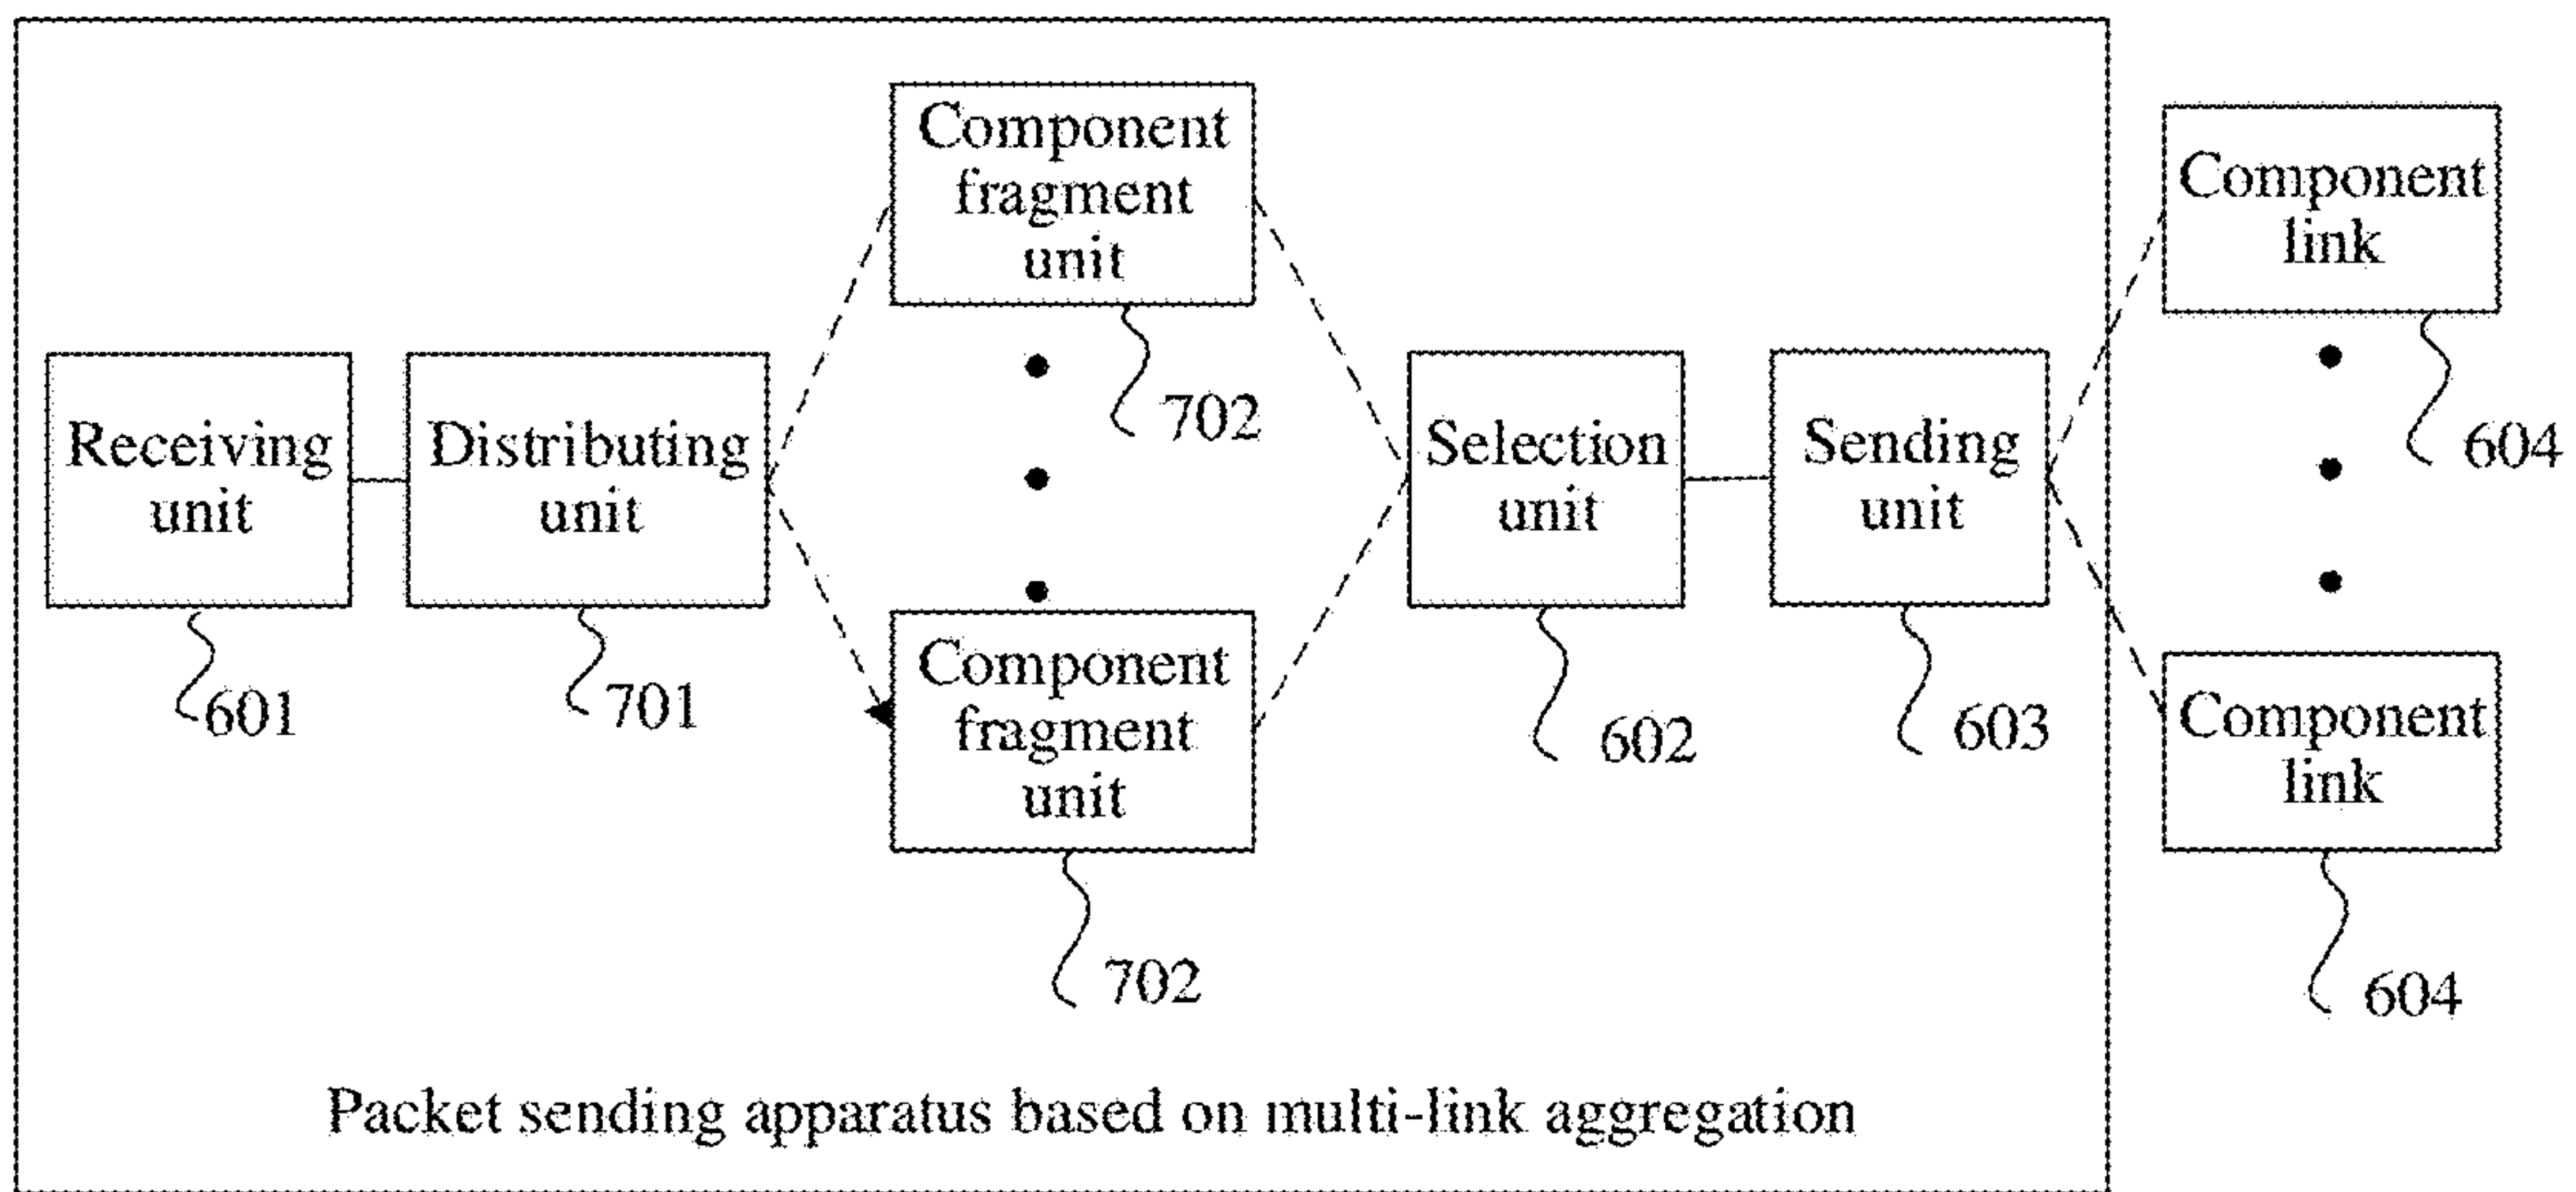 Component
fragment
unit
702
Component
link
604
Receiving
unit
601
Distributing
unit
701
Selection
unit
602
Sending
unit
603
Component
fragment
unit
702
Component
link
604
Packet sending apparatus based on multi-link aggregation